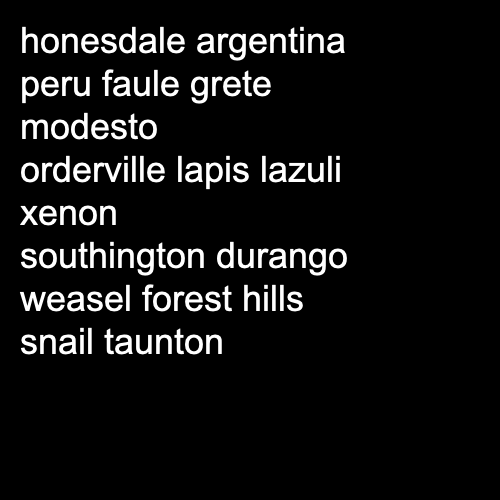 honesdale argentina
peru faule grete
modesto
orderville lapis lazuli
xenon
southington durango
weasel forest hills
snail taunton